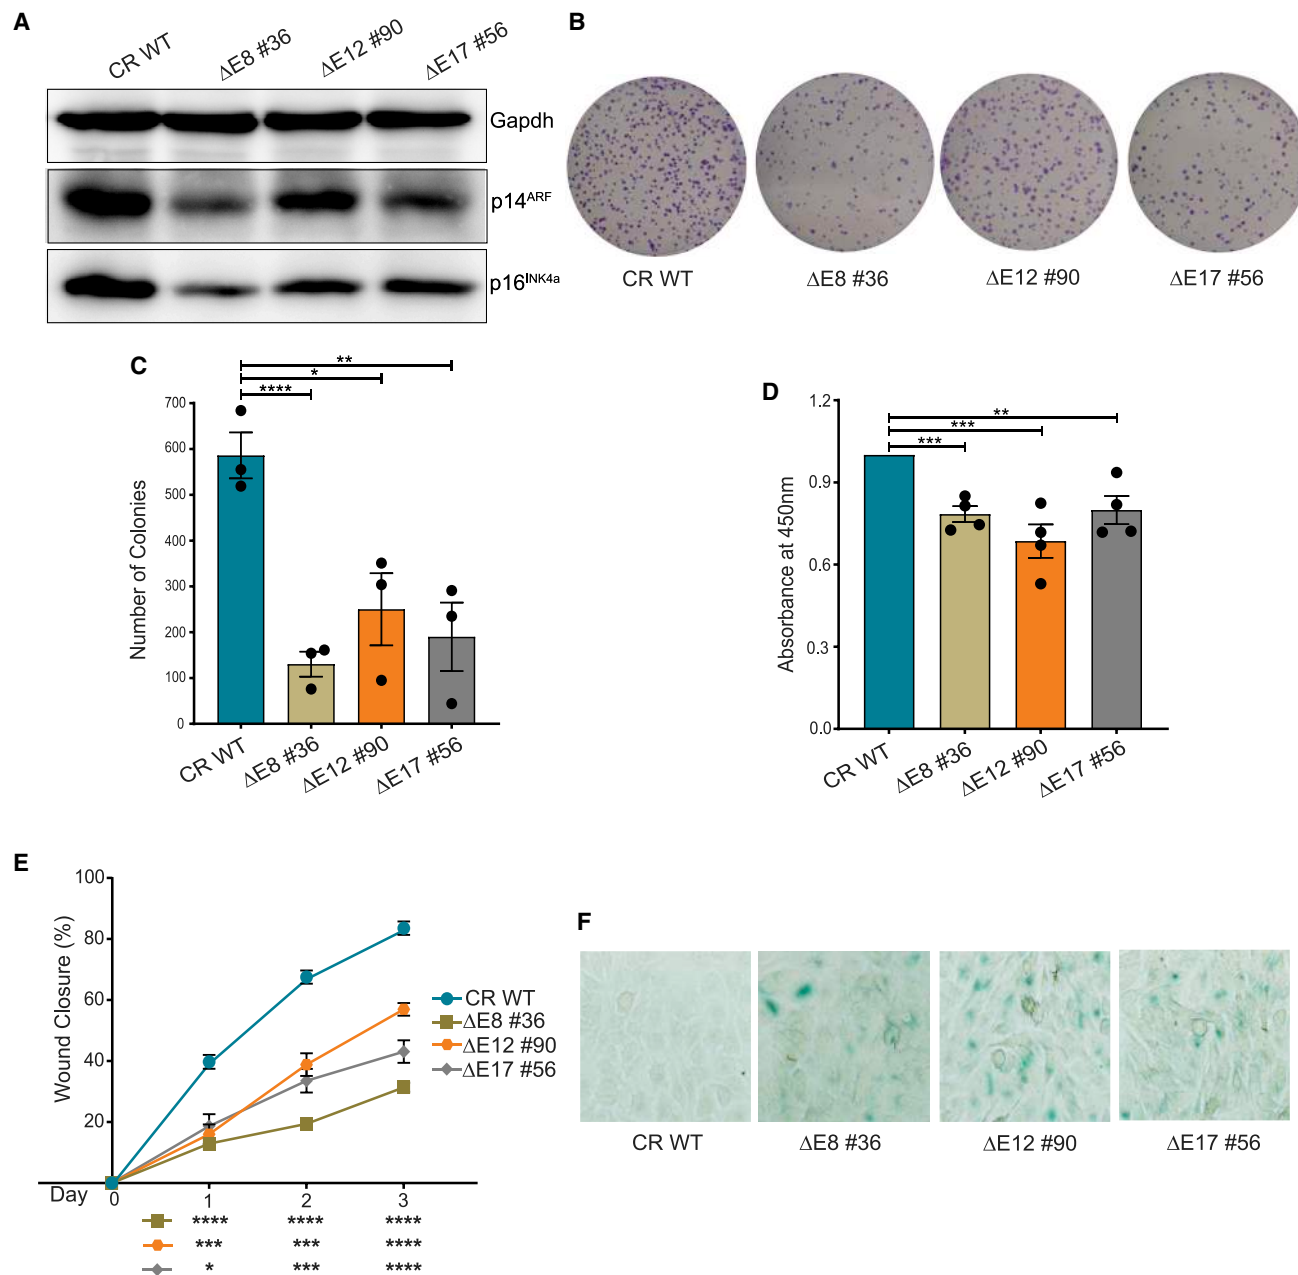 A
CR WT
ΔE8 #36
ΔE12 #90
ΔE17 #56
Gapdh
p14ARF
p16INK4a
B
CR WT
ΔE8 #36
ΔE12 #90
ΔE17 #56
C
**
*
****
Number of Colonies
700
600
500
400
300
200
100
0
CR WT
ΔE8 #36
ΔE12 #90
ΔE17 #56
D
**
***
***
Absorbance at 450nm
1.2
0.9
0.6
0.3
0.0
CR WT
ΔE8 #36
ΔE12 #90
ΔE17 #56
E
Wound Closure (%)
100
80
60
40
20
CR WT
ΔE8 #36
ΔE12 #90
ΔE17 #56
Day 0 1 2 3
**** **** ****
*** *** ****
* *** ****
F
CR WT
ΔE8 #36
ΔE12 #90
ΔE17 #56